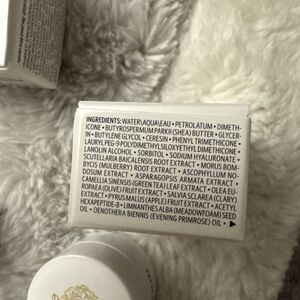 INGREDIENTS: WATER\AQUA\EAU • PETROLATUM • DIMETH-
ICONE • BUTYROSPERMUM PARKII (SHEA) BUTTER • GLYCER-
IN • BUTYLENE GLYCOL • CERESIN • PHENYL TRIMETHICONE •
LAURYL PEG-9 POLYDIMETHYLSILOXYETHYL DIMETHICONE •
LANOLIN ALCOHOL • SORBITOL • SODIUM HYALURONATE •
SCUTELLARIA BAICALENSIS ROOT EXTRACT • MORUS BOM-
BYCIS (MULBERRY) ROOT EXTRACT • ASCOPHYLLUM NO-
DOSUM EXTRACT • ASPARAGOPSIS ARMATA EXTRACT •
CAMELLIA SINENSIS (GREEN TEA) LEAF EXTRACT • OLEA EU-
ROPAEA (OLIVE) FRUIT EXTRACT • SALVIA SCLAREA (CLARY)
EXTRACT • PYRUS MALUS (APPLE) FRUIT EXTRACT • ACETYL
HEXAPEPTIDE-8 • LIMNANTHES ALBA (MEADOWFOAM) SEED
OIL • OENOTHERA BIENNIS (EVENING PRIMROSE) OIL •